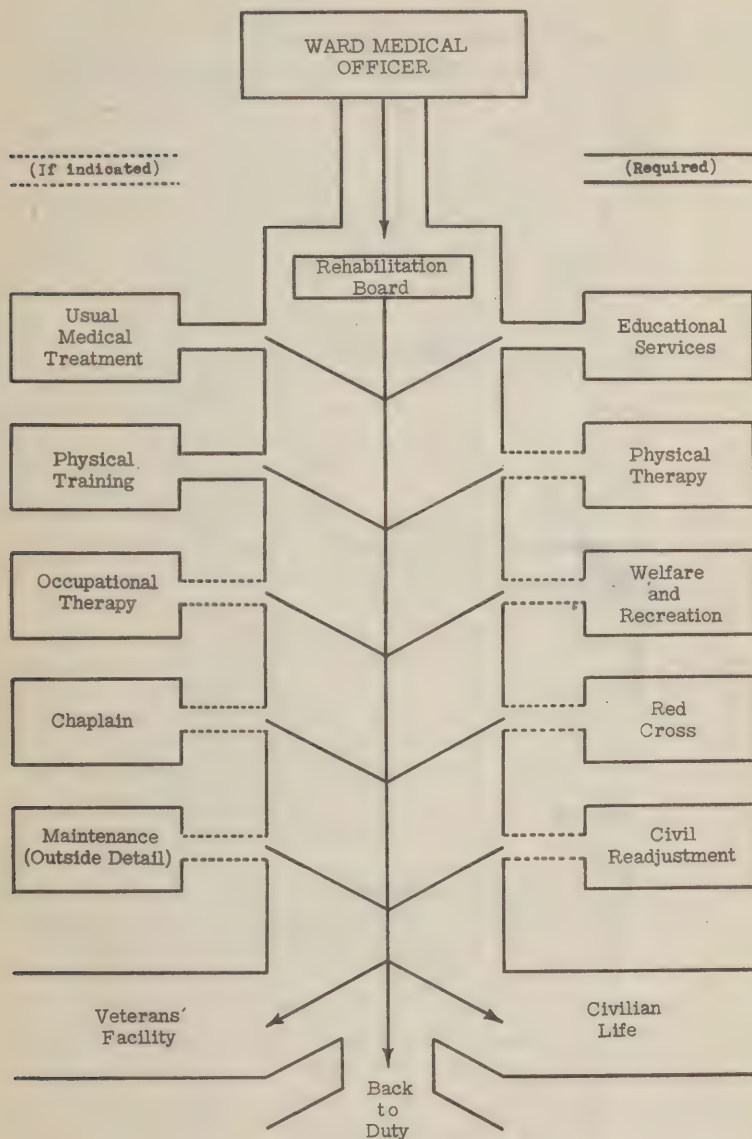 WARD MEDICAL
OFFICER
(If indicated)
(Required)
Rehabilitation
Board
Usual
Medical
Treatment
Educational
Services
Physical
Training
Physical
Therapy
Occupational
Therapy
Welfare
and
Recreation
Chaplain
Red
Cross
Maintenance
(Outside Detail)
Civil
Readjustment
Veterans'
Facility
Civilian
Life
Back
to
Duty